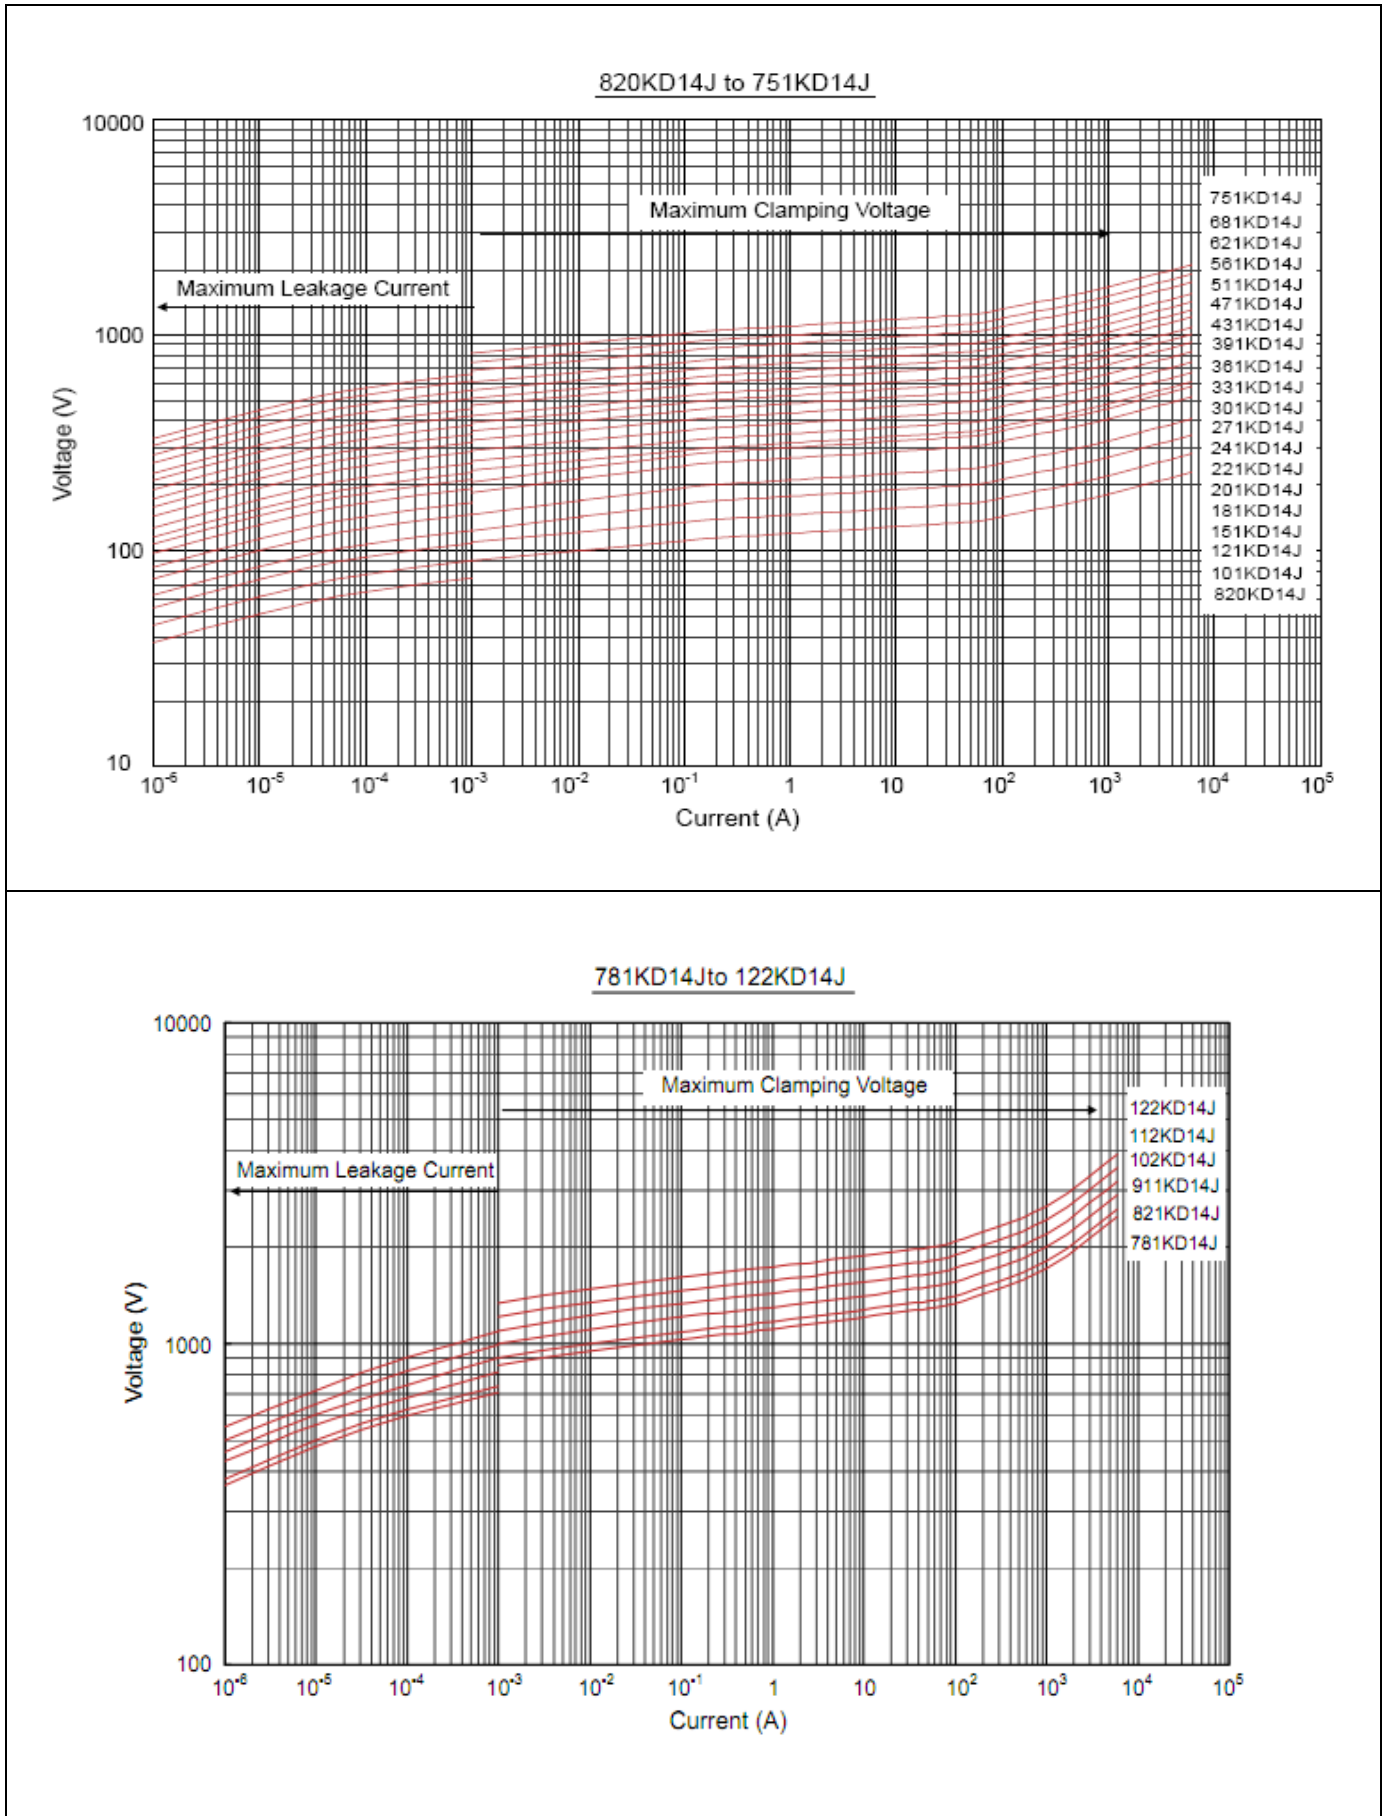 820KD14J to 751KD14J
10000
1000
100
10
Voltage (V)
Maximum Clamping Voltage
Maximum Leakage Current
751KD14J
681KD14J
621KD14J
561KD14J
511KD14J
471KD14J
431KD14J
391KD14J
361KD14J
331KD14J
301KD14J
271KD14J
241KD14J
221KD14J
201KD14J
181KD14J
151KD14J
121KD14J
101KD14J
820KD14J
10⁻⁶ 10⁻⁵ 10⁻⁴ 10⁻³ 10⁻² 10⁻¹ 1 10 10² 10³ 10⁴ 10⁵
Current (A)
781KD14Jto 122KD14J
10000
1000
100
Voltage (V)
Maximum Clamping Voltage
Maximum Leakage Current
122KD14J
112KD14J
102KD14J
911KD14J
821KD14J
781KD14J
10⁻⁶ 10⁻⁵ 10⁻⁴ 10⁻³ 10⁻² 10⁻¹ 1 10 10² 10³ 10⁴ 10⁵
Current (A)